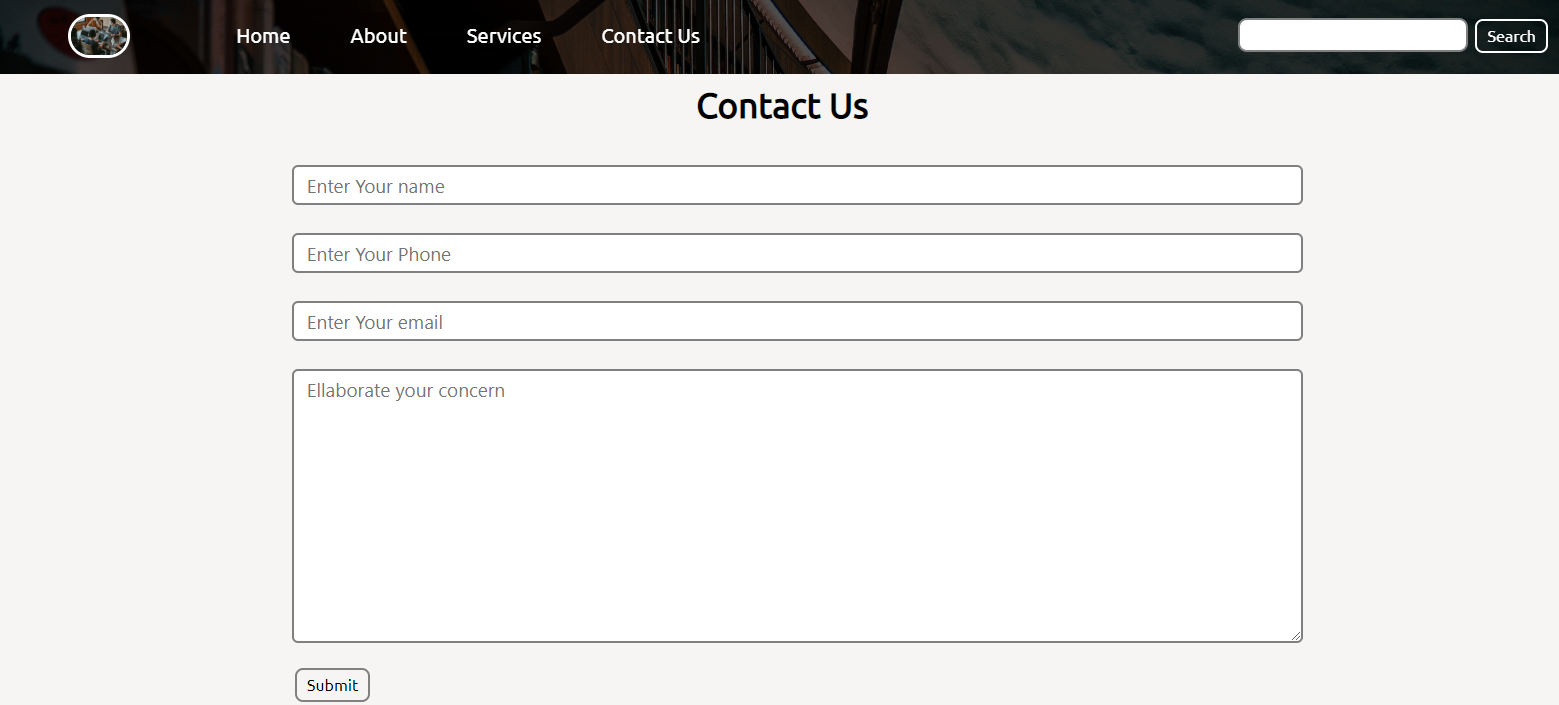 Home About Services Contact Us Search
Contact Us
Enter Your name
Enter Your Phone
Enter Your email
Ellaborate your concern
Submit